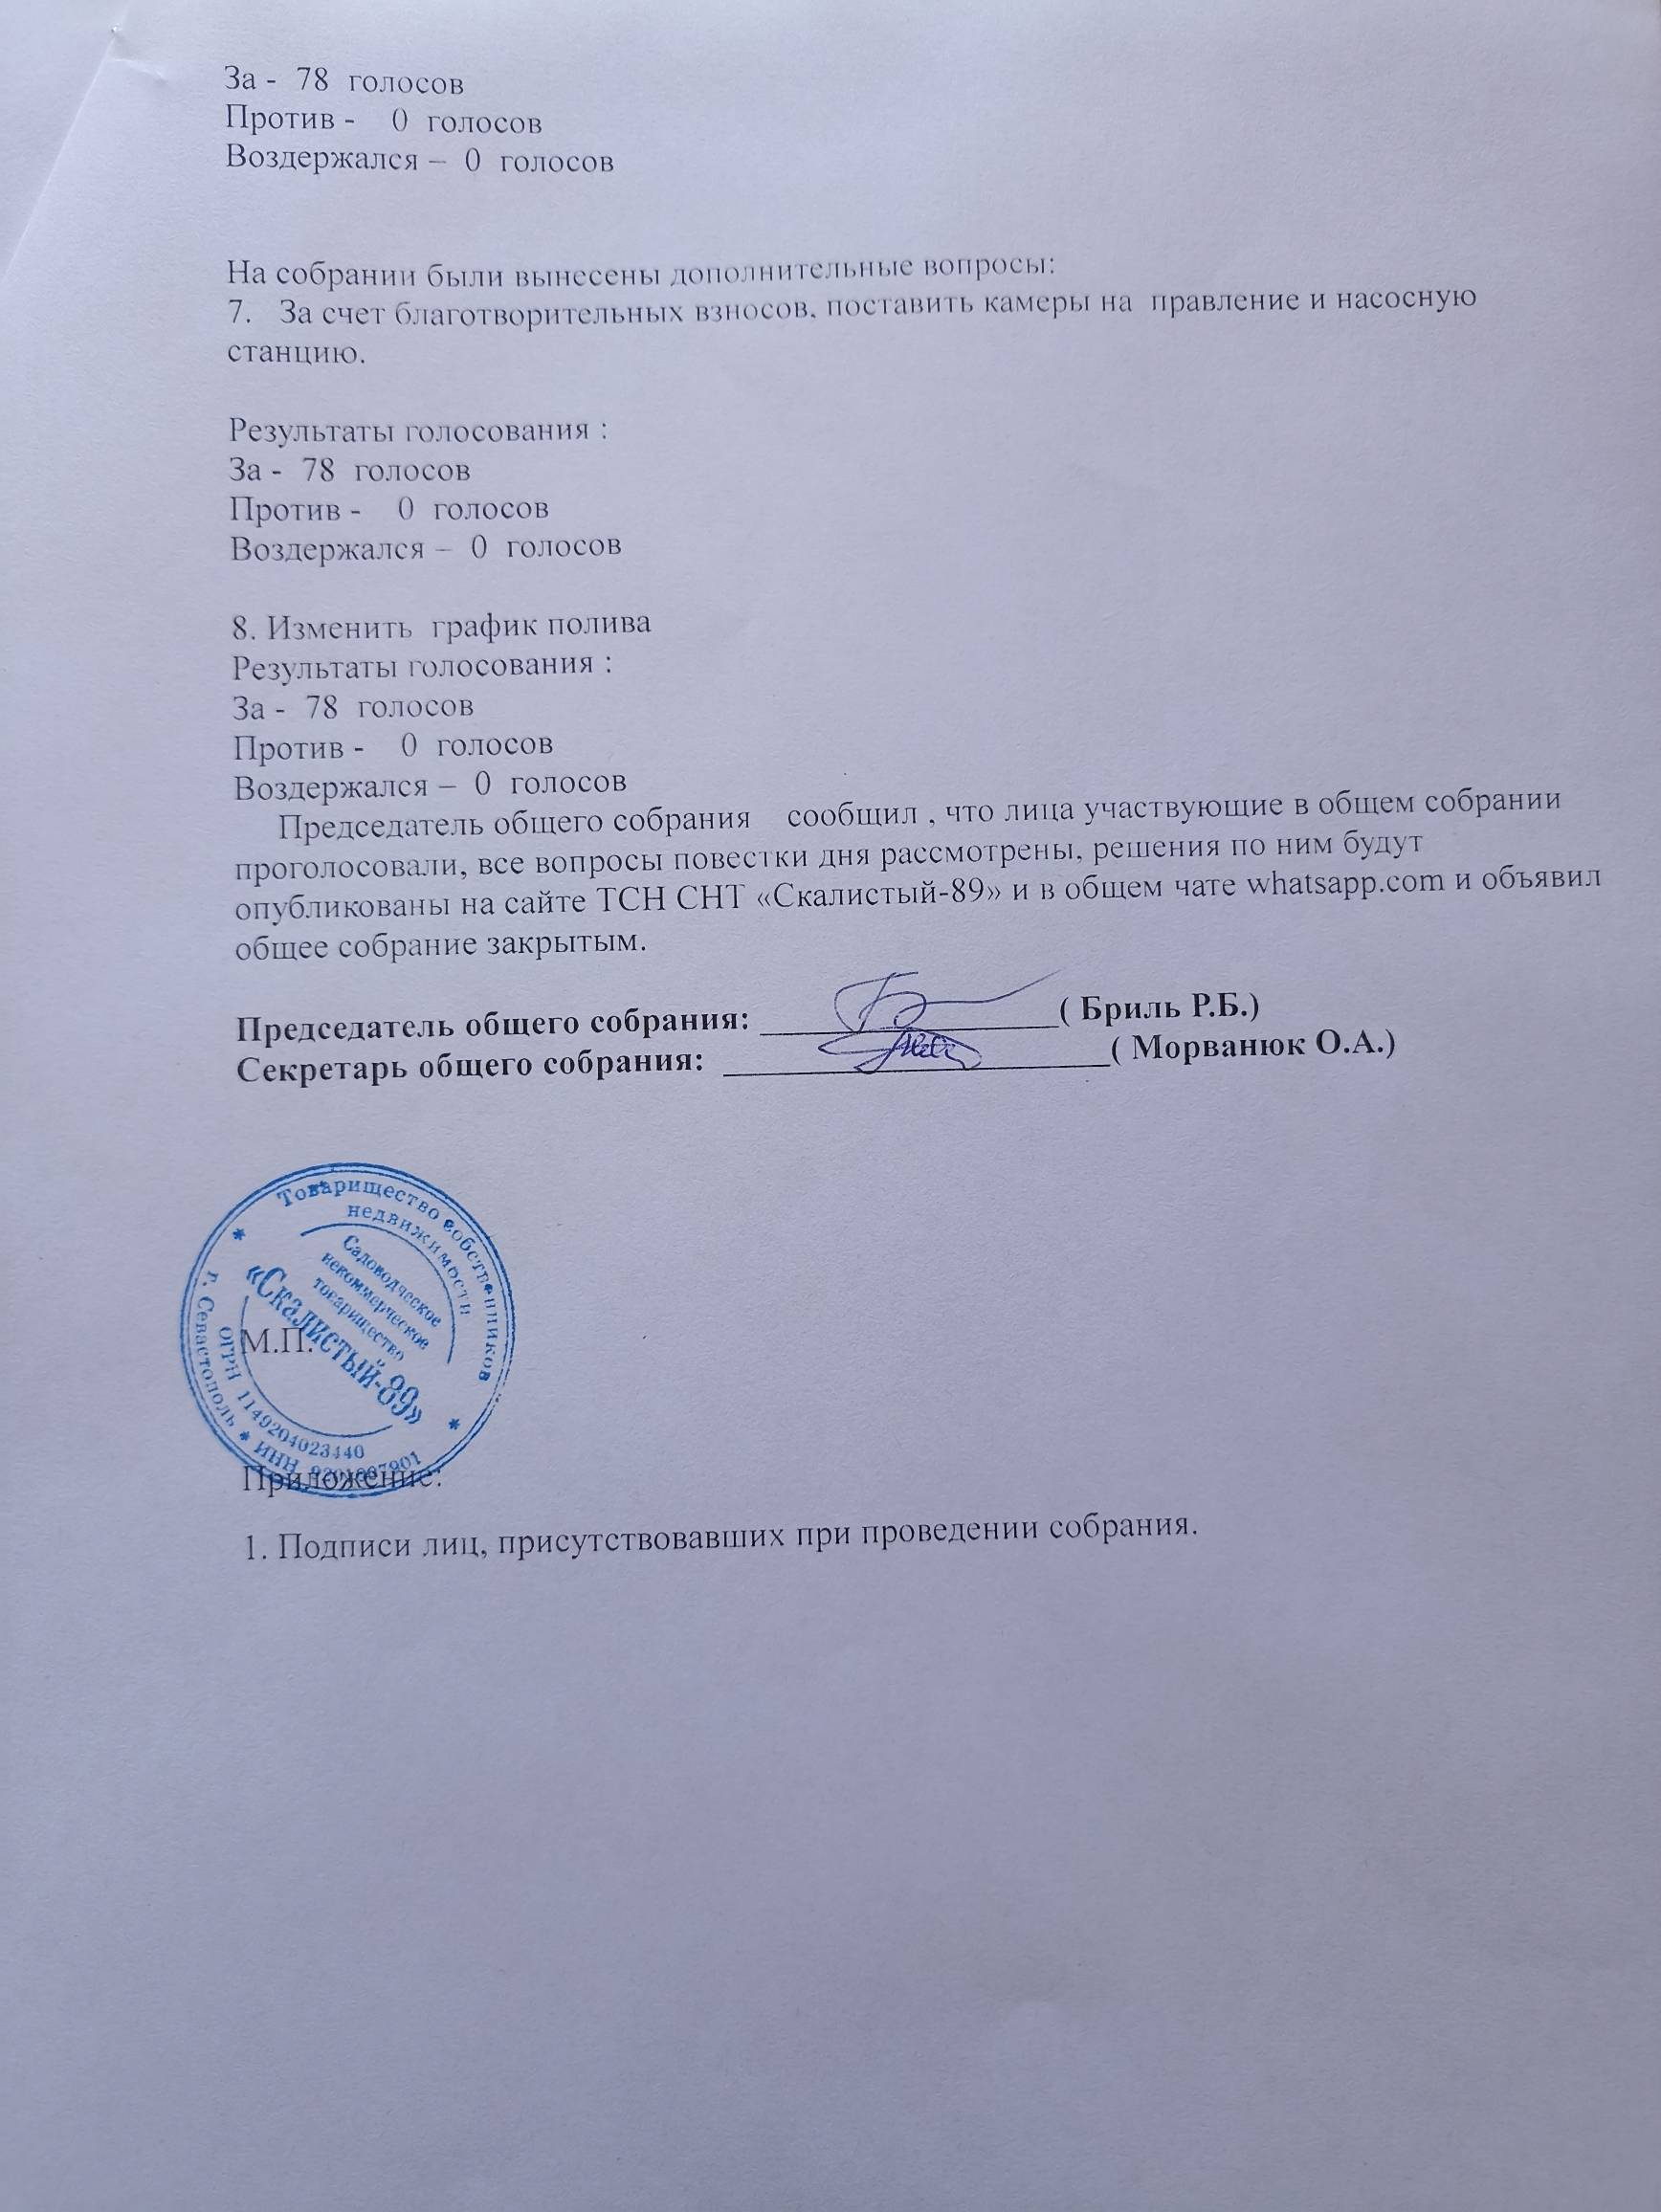 За - 78 голосов
Против - 0 голосов
Воздержался – 0 голосов
На собрании были вынесены дополнительные вопросы:
7. За счет благотворительных взносов, поставить камеры на правление и насосную
станцию.
Результаты голосования :
За - 78 голосов
Против - 0 голосов
Воздержался – 0 голосов
8. Изменить график полива
Результаты голосования :
За - 78 голосов
Против - 0 голосов
Воздержался – 0 голосов
Председатель общего собрания сообщил , что лица участвующие в общем собрании
проголосовали, все вопросы повестки дня рассмотрены, решения по ним будут
опубликованы на сайте ТСН СНТ «Скалистый-89» и в общем чате whatsapp.com и объявил
общее собрание закрытым.
Председатель общего собрания: ( Бриль Р.Б.)
Секретарь общего собрания: ( Морванюк О.А.)
Товарищество собственников
недвижимости
Садоводческое
некоммерческое
товарищество
«Скалистый-89»
г. Севастополь * ИНН
ОГРН 1149204023440
М.П.
Приложение:
1. Подписи лиц, присутствовавших при проведении собрания.